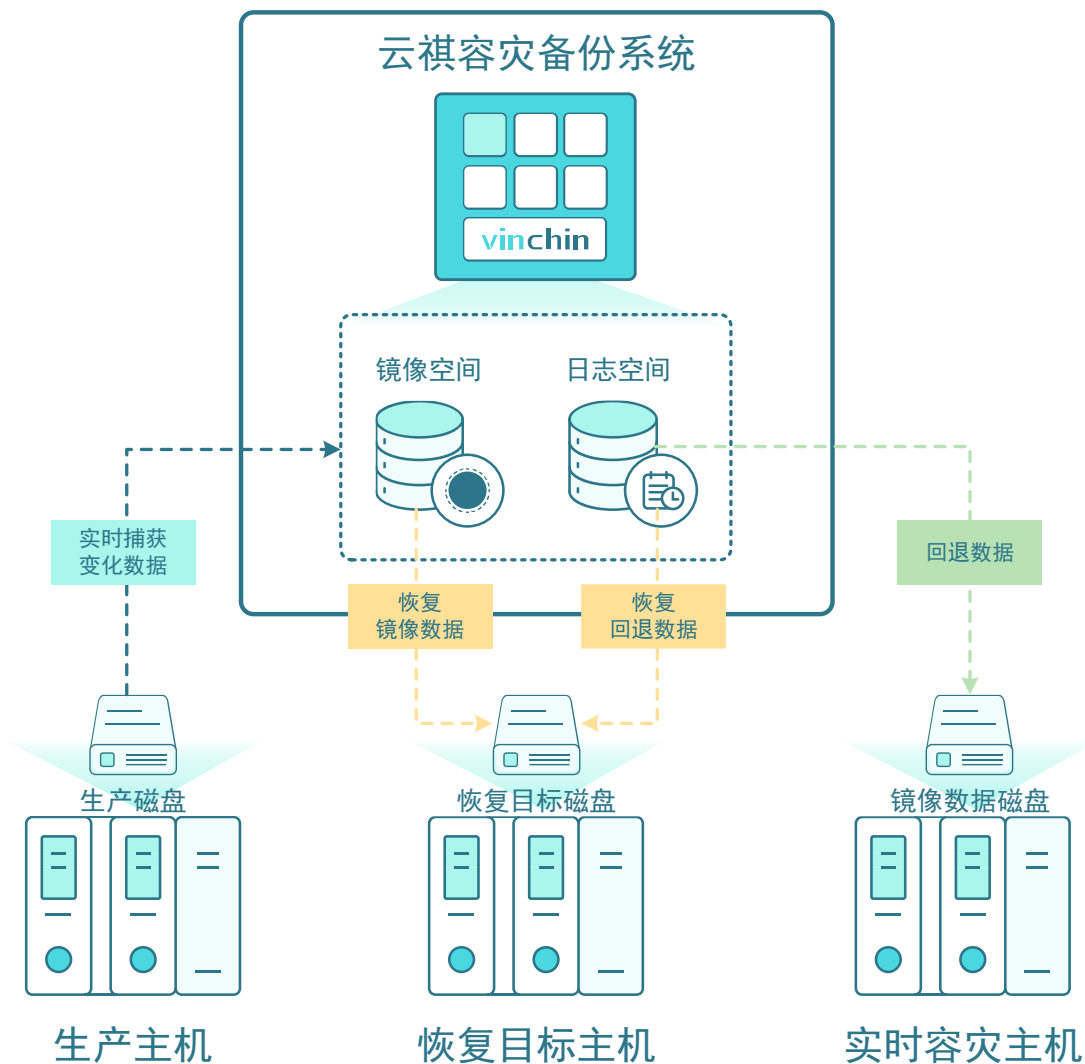 云祺容灾备份系统
vinchin
镜像空间
日志空间
实时捕获
变化数据
回退数据
恢复
镜像数据
恢复
回退数据
生产磁盘
恢复目标磁盘
镜像数据磁盘
生产主机
恢复目标主机
实时容灾主机